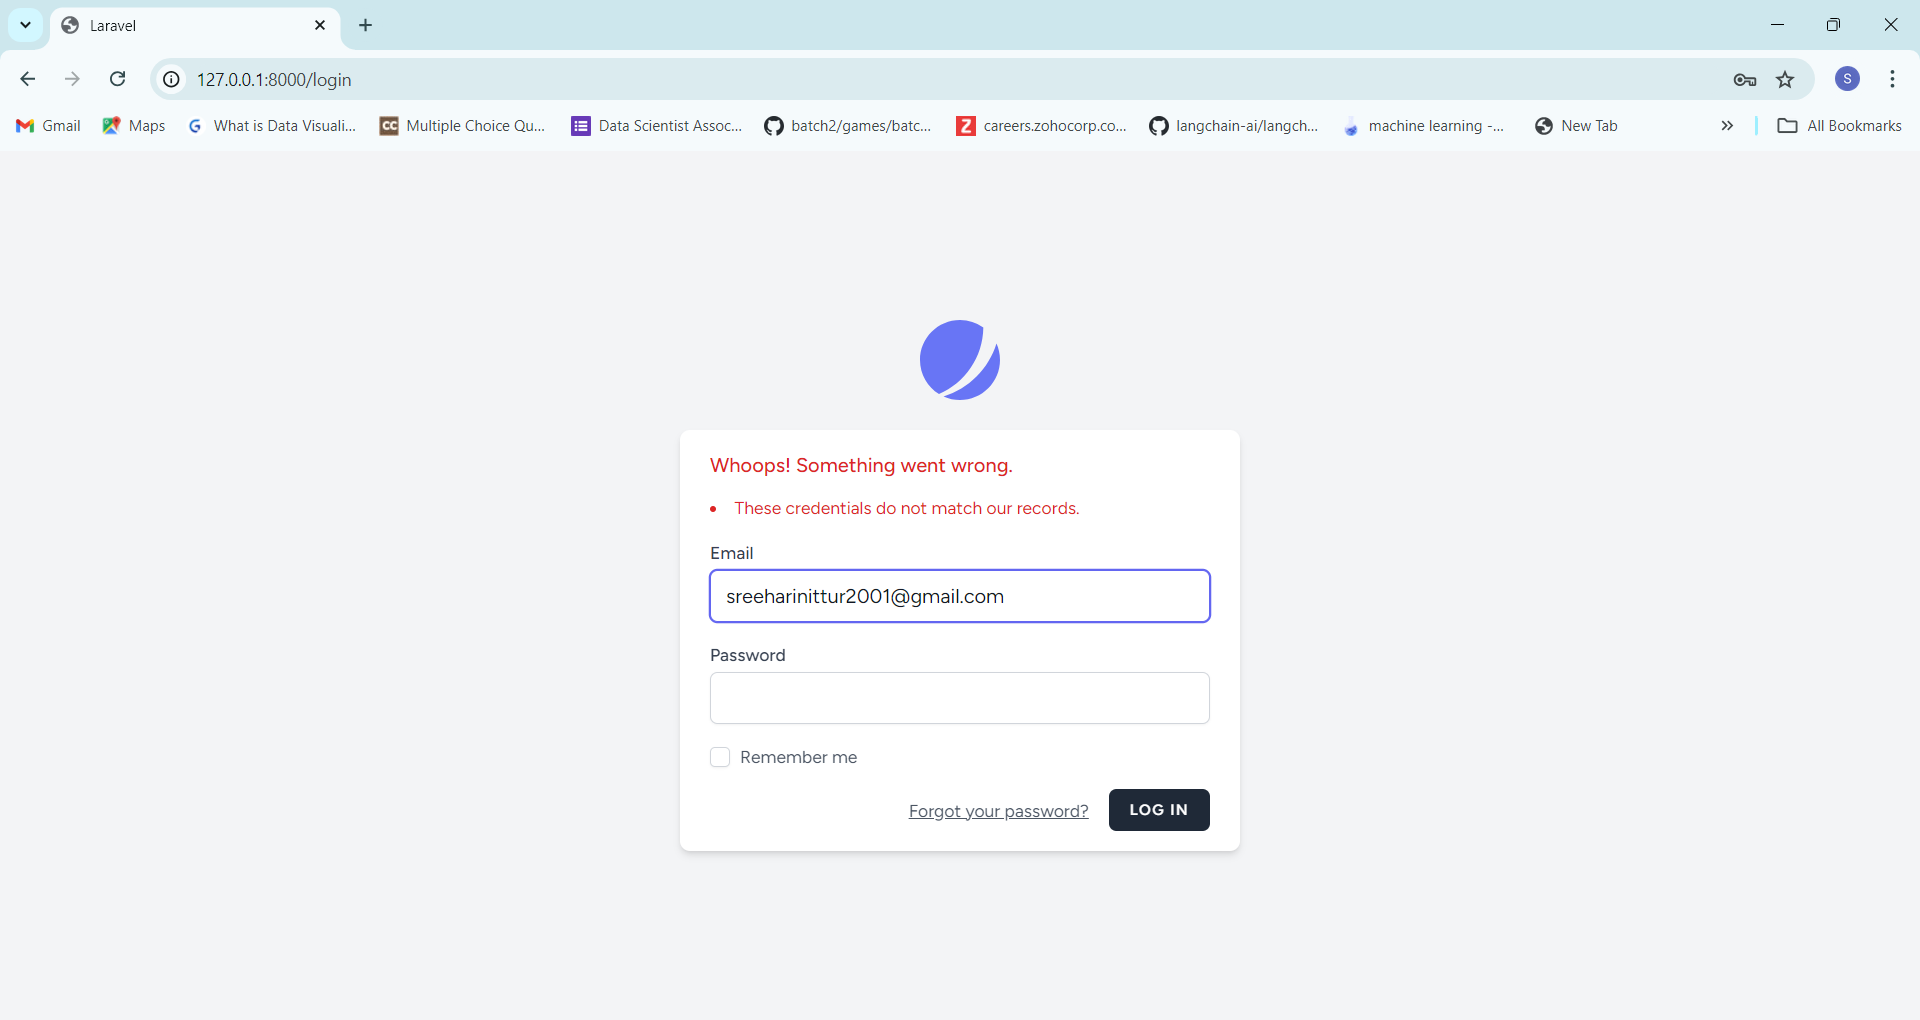 Laravel
127.0.0.1:8000/login
S
Gmail Maps G What is Data Visuali... CC Multiple Choice Qu... Data Scientist Assoc... batch2/games/batc... Z careers.zohocorp.co... langchain-ai/langch... machine learning -... New Tab » All Bookmarks
Whoops! Something went wrong.
• These credentials do not match our records.
Email
sreeharinittur2001@gmail.com
Password
Remember me
Forgot your password? LOG IN